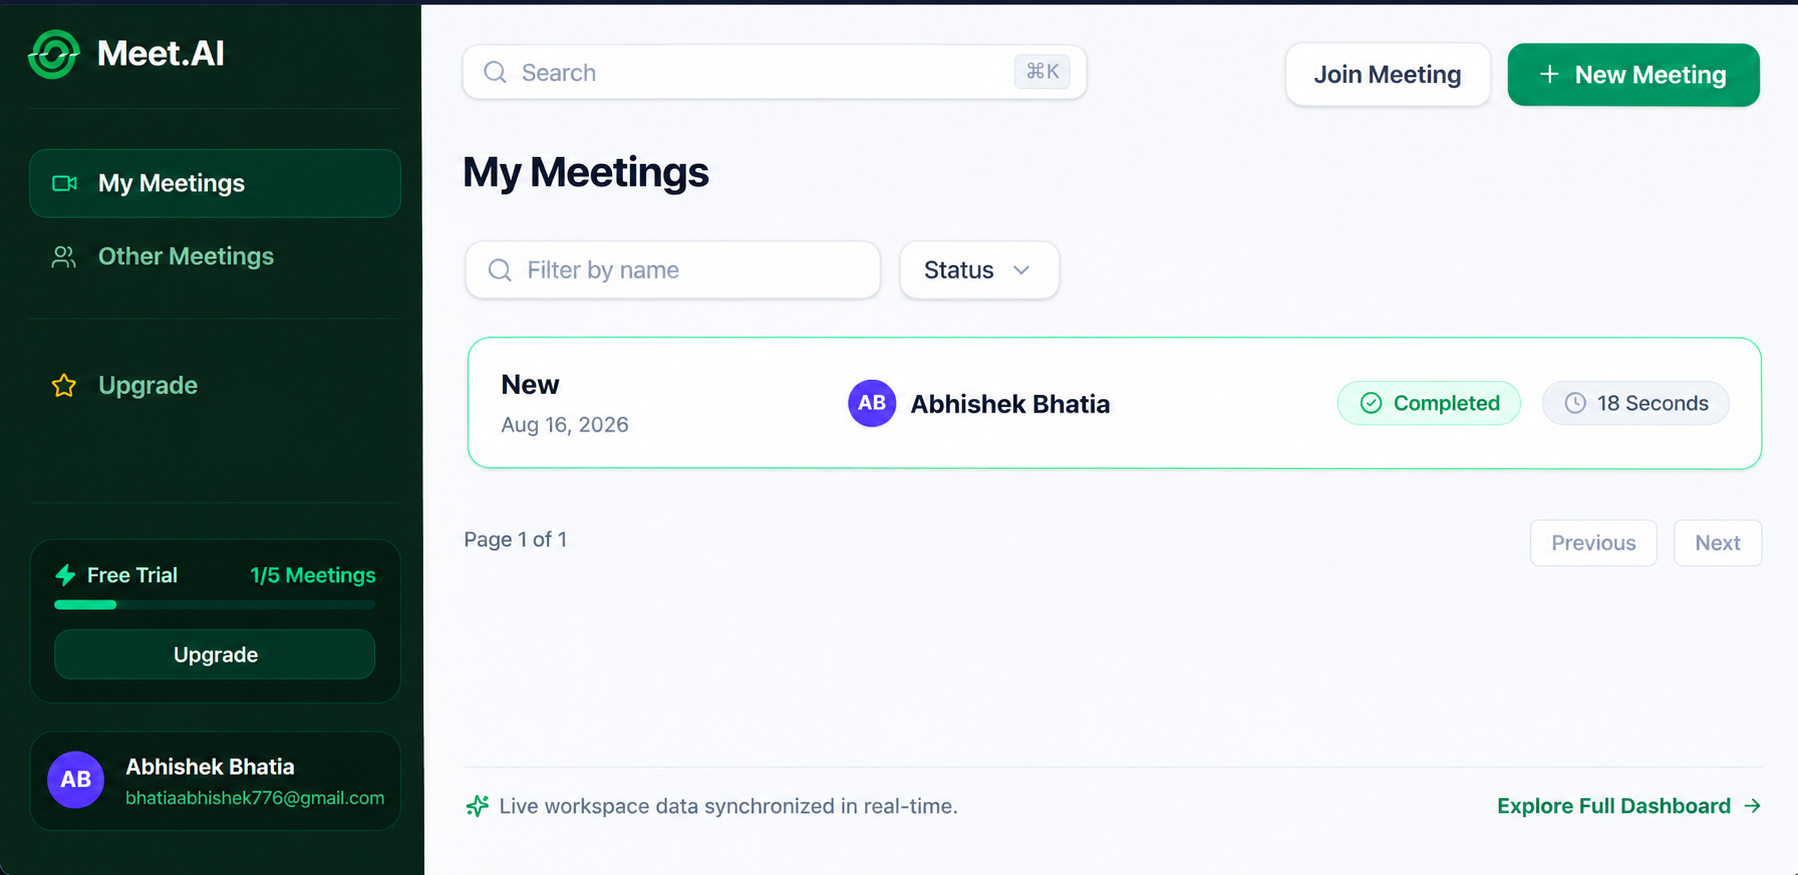 Meet.AI
My Meetings
Other Meetings
Upgrade
Free Trial 1/5 Meetings
Upgrade
AB
Abhishek Bhatia
bhatiaabhishek776@gmail.com
Search ⌘K
Join Meeting
+ New Meeting
My Meetings
Filter by name
Status
New
Aug 16, 2026
AB Abhishek Bhatia
Completed
18 Seconds
Page 1 of 1
Previous
Next
Live workspace data synchronized in real-time.
Explore Full Dashboard →